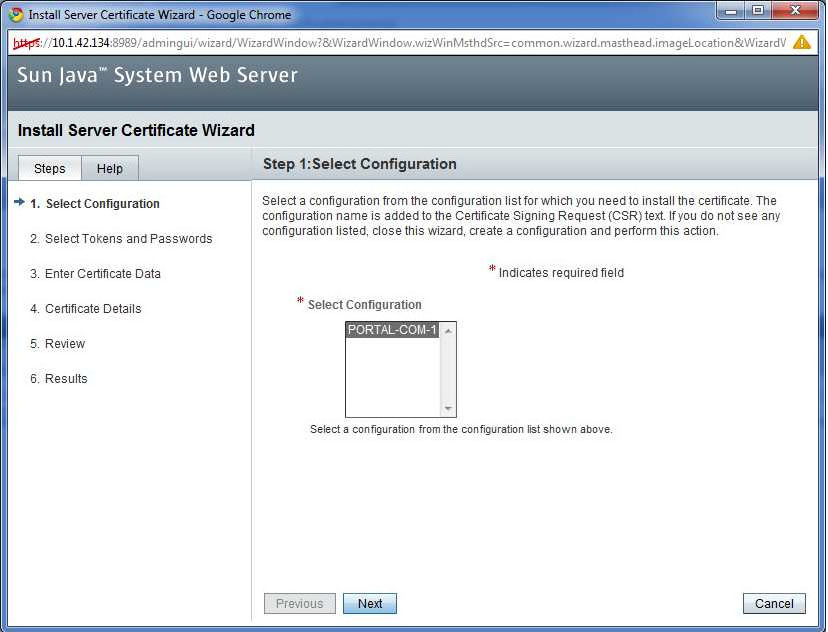 Install Server Certificate Wizard - Google Chrome
https://10.1.42.134:8989/admingui/wizard/WizardWindow?&WizardWindow.wizWinMsthdSrc=common.wizard.masthead.imageLocation&WizardW
Sun Java™ System Web Server
Install Server Certificate Wizard
Steps
Help
Step 1:Select Configuration
1. Select Configuration
2. Select Tokens and Passwords
3. Enter Certificate Data
4. Certificate Details
5. Review
6. Results
Select a configuration from the configuration list for which you need to install the certificate. The
configuration name is added to the Certificate Signing Request (CSR) text. If you do not see any
configuration listed, close this wizard, create a configuration and perform this action.
* Indicates required field
* Select Configuration
PORTAL-COM-1
Select a configuration from the configuration list shown above.
Previous
Next
Cancel